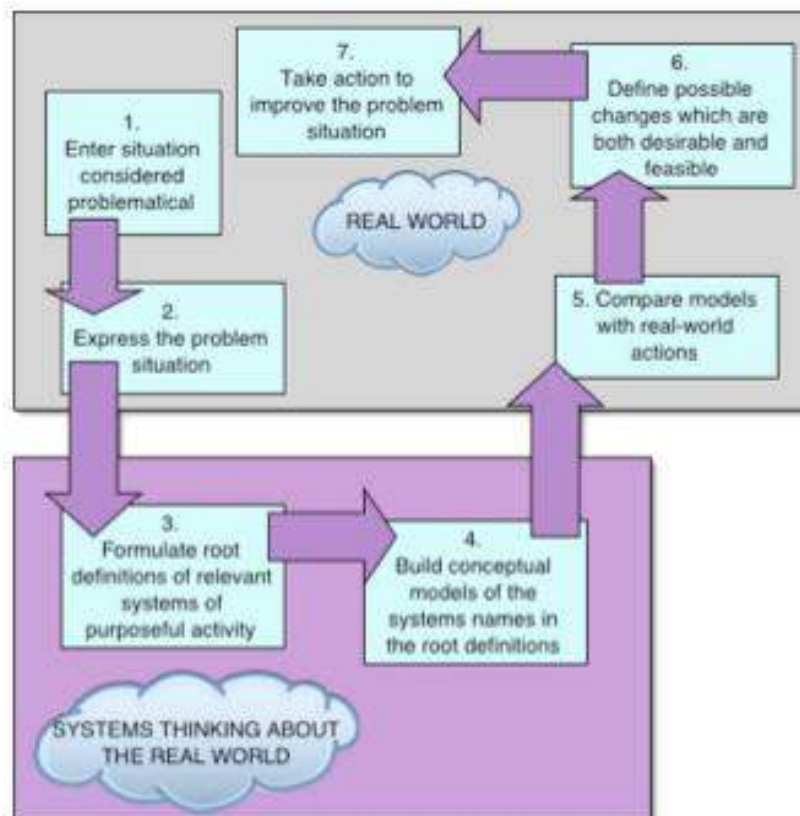 1.
Enter situation
considered
problematical
2.
Express the problem
situation
3.
Formulate root
definitions of relevant
systems of
purposeful activity
4.
Build conceptual
models of the
systems names in
the root definitions
5. Compare models
with real-world
actions
6.
Define possible
changes which are
both desirable and
feasible
7.
Take action to
improve the problem
situation
REAL WORLD
SYSTEMS THINKING ABOUT
THE REAL WORLD